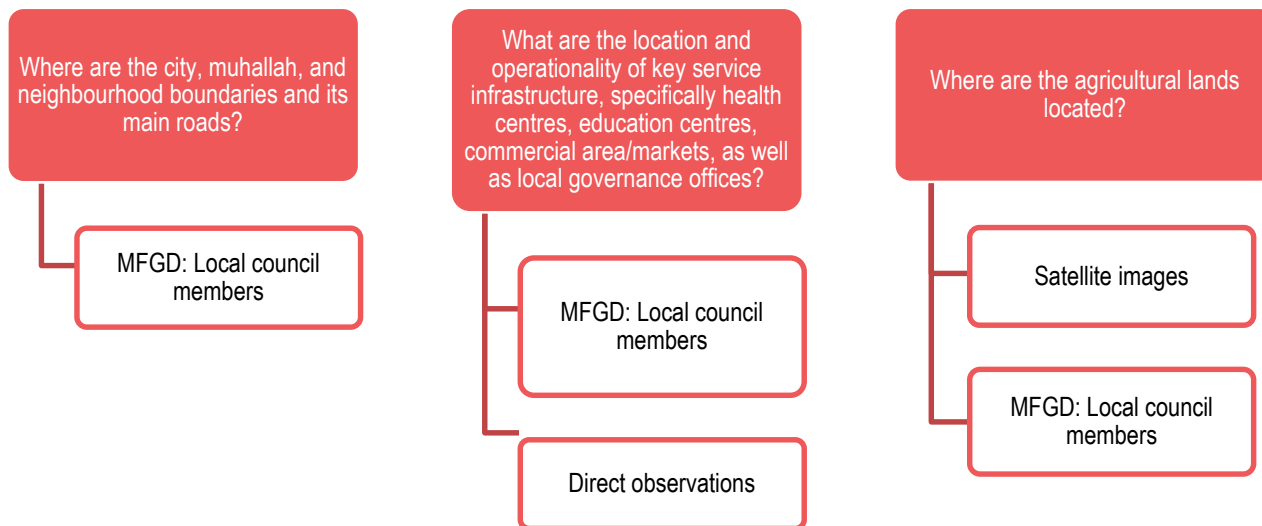 Where are the city, muhallah, and
neighbourhood boundaries and its
main roads?
MFGD: Local council
members
What are the location and
operationality of key service
infrastructure, specifically health
centres, education centres,
commercial area/markets, as well
as local governance offices?
MFGD: Local council
members
Direct observations
Where are the agricultural lands
located?
Satellite images
MFGD: Local council
members